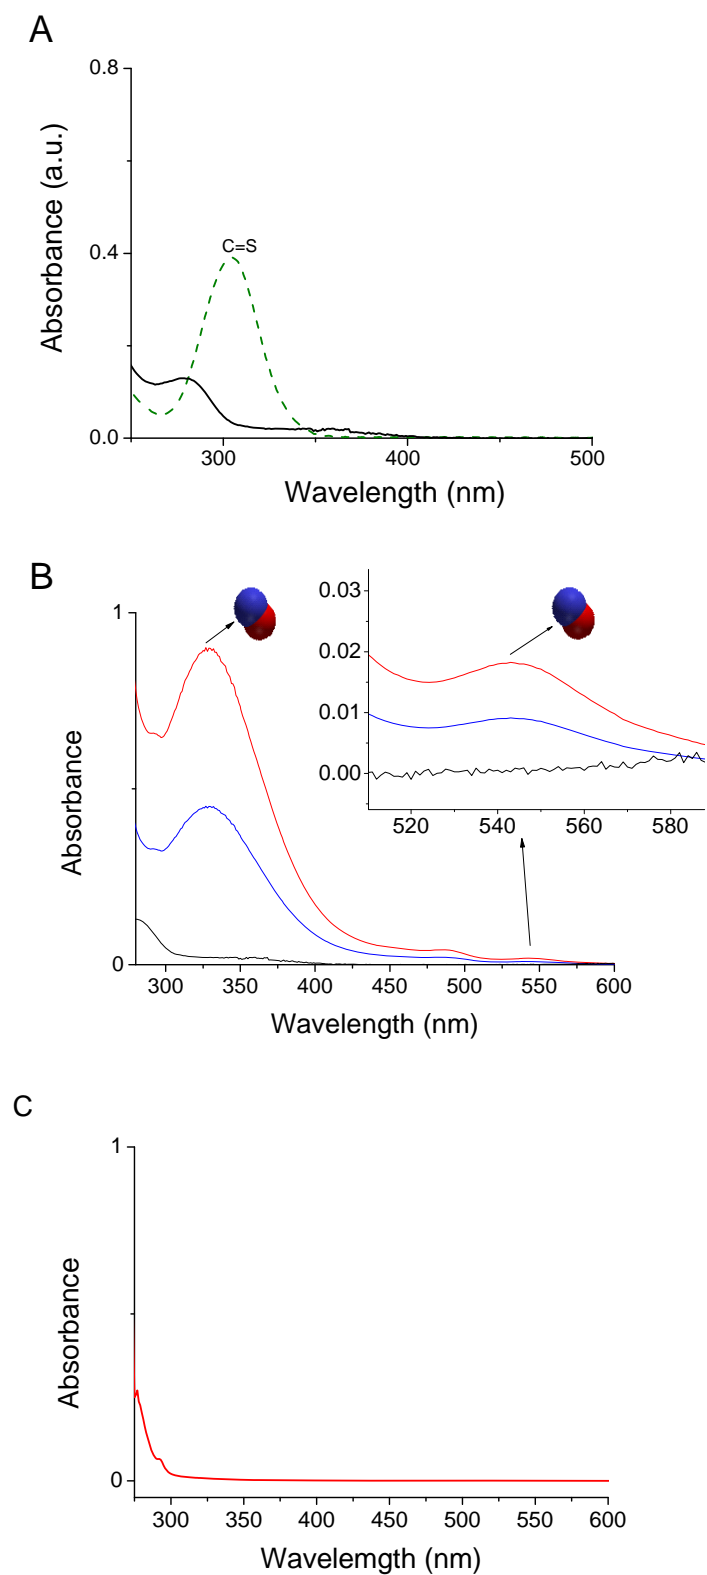 A
0.8
0.4
0.0
Absorbance (a.u.)
C=S
300 400 500
Wavelength (nm)
B
1
0
Absorbance
300 350 400 450 500 550 600
Wavelength (nm)
0.03
0.02
0.01
0.00
520 540 560 580
C
1
0
Absorbance
300 350 400 450 500 550 600
Wavelemgth (nm)